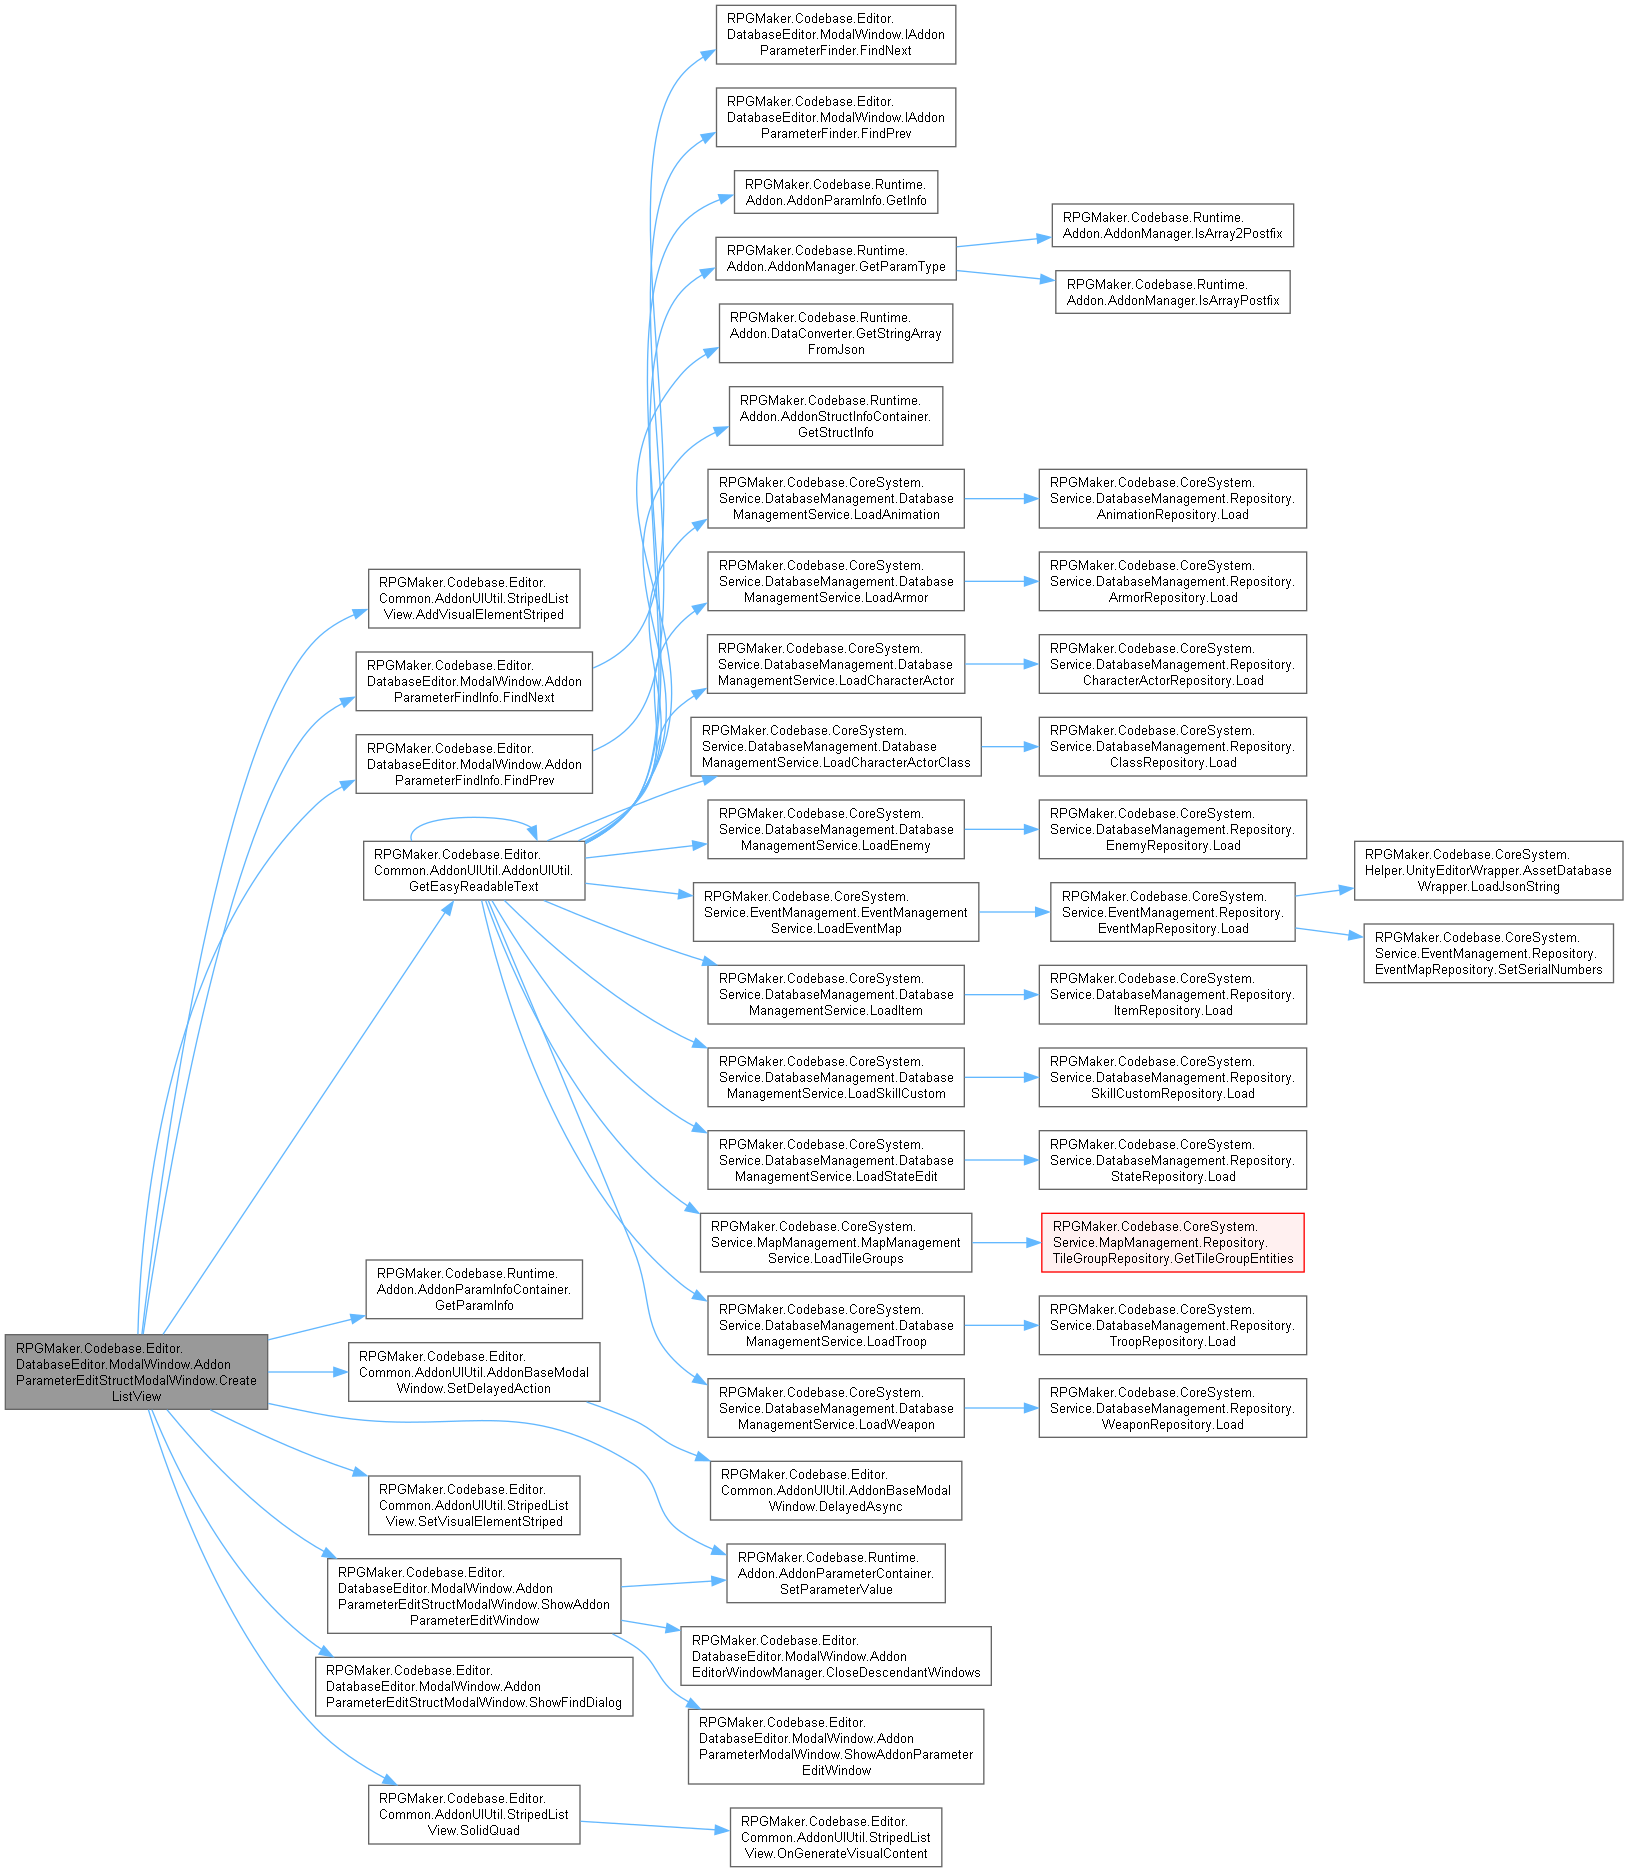 RPGMaker.Codebase.Editor.
DatabaseEditor.ModalWindow.IAddon
ParameterFinder.FindNext
RPGMaker.Codebase.Editor.
DatabaseEditor.ModalWindow.IAddon
ParameterFinder.FindPrev
RPGMaker.Codebase.Runtime.
Addon.AddonParamInfo.GetInfo
RPGMaker.Codebase.Runtime.
Addon.AddonManager.IsArray2Postfix
RPGMaker.Codebase.Runtime.
Addon.AddonManager.GetParamType
RPGMaker.Codebase.Runtime.
Addon.AddonManager.IsArrayPostfix
RPGMaker.Codebase.Runtime.
Addon.DataConverter.GetStringArray
FromJson
RPGMaker.Codebase.Runtime.
Addon.AddonStructInfoContainer.
GetStructInfo
RPGMaker.Codebase.CoreSystem.
Service.DatabaseManagement.Database
ManagementService.LoadAnimation
RPGMaker.Codebase.CoreSystem.
Service.DatabaseManagement.Repository.
AnimationRepository.Load
RPGMaker.Codebase.CoreSystem.
Service.DatabaseManagement.Database
ManagementService.LoadArmor
RPGMaker.Codebase.CoreSystem.
Service.DatabaseManagement.Repository.
ArmorRepository.Load
RPGMaker.Codebase.Editor.
Common.AddonUIUtil.StripedList
View.AddVisualElementStriped
RPGMaker.Codebase.CoreSystem.
Service.DatabaseManagement.Database
ManagementService.LoadCharacterActor
RPGMaker.Codebase.CoreSystem.
Service.DatabaseManagement.Repository.
CharacterActorRepository.Load
RPGMaker.Codebase.Editor.
DatabaseEditor.ModalWindow.Addon
ParameterFindInfo.FindNext
RPGMaker.Codebase.CoreSystem.
Service.DatabaseManagement.Database
ManagementService.LoadCharacterActorClass
RPGMaker.Codebase.CoreSystem.
Service.DatabaseManagement.Repository.
ClassRepository.Load
RPGMaker.Codebase.Editor.
DatabaseEditor.ModalWindow.Addon
ParameterFindInfo.FindPrev
RPGMaker.Codebase.CoreSystem.
Service.DatabaseManagement.Database
ManagementService.LoadEnemy
RPGMaker.Codebase.CoreSystem.
Service.DatabaseManagement.Repository.
EnemyRepository.Load
RPGMaker.Codebase.Editor.
Common.AddonUIUtil.AddonUIUtil.
GetEasyReadableText
RPGMaker.Codebase.CoreSystem.
Helper.UnityEditorWrapper.AssetDatabase
Wrapper.LoadJsonString
RPGMaker.Codebase.CoreSystem.
Service.EventManagement.EventManagement
Service.LoadEventMap
RPGMaker.Codebase.CoreSystem.
Service.EventManagement.Repository.
EventMapRepository.Load
RPGMaker.Codebase.CoreSystem.
Service.EventManagement.Repository.
EventMapRepository.SetSerialNumbers
RPGMaker.Codebase.CoreSystem.
Service.DatabaseManagement.Database
ManagementService.LoadItem
RPGMaker.Codebase.CoreSystem.
Service.DatabaseManagement.Repository.
ItemRepository.Load
RPGMaker.Codebase.CoreSystem.
Service.DatabaseManagement.Database
ManagementService.LoadSkillCustom
RPGMaker.Codebase.CoreSystem.
Service.DatabaseManagement.Repository.
SkillCustomRepository.Load
RPGMaker.Codebase.CoreSystem.
Service.DatabaseManagement.Database
ManagementService.LoadStateEdit
RPGMaker.Codebase.CoreSystem.
Service.DatabaseManagement.Repository.
StateRepository.Load
RPGMaker.Codebase.CoreSystem.
Service.MapManagement.MapManagement
Service.LoadTileGroups
RPGMaker.Codebase.CoreSystem.
Service.MapManagement.Repository.
TileGroupRepository.GetTileGroupEntities
RPGMaker.Codebase.Runtime.
Addon.AddonParamInfoContainer.
GetParamInfo
RPGMaker.Codebase.CoreSystem.
Service.DatabaseManagement.Database
ManagementService.LoadTroop
RPGMaker.Codebase.CoreSystem.
Service.DatabaseManagement.Repository.
TroopRepository.Load
RPGMaker.Codebase.Editor.
DatabaseEditor.ModalWindow.Addon
ParameterEditStructModalWindow.Create
ListView
RPGMaker.Codebase.Editor.
Common.AddonUIUtil.AddonBaseModal
Window.SetDelayedAction
RPGMaker.Codebase.CoreSystem.
Service.DatabaseManagement.Database
ManagementService.LoadWeapon
RPGMaker.Codebase.CoreSystem.
Service.DatabaseManagement.Repository.
WeaponRepository.Load
RPGMaker.Codebase.Editor.
Common.AddonUIUtil.AddonBaseModal
Window.DelayedAsync
RPGMaker.Codebase.Editor.
Common.AddonUIUtil.StripedList
View.SetVisualElementStriped
RPGMaker.Codebase.Runtime.
Addon.AddonParameterContainer.
SetParameterValue
RPGMaker.Codebase.Editor.
DatabaseEditor.ModalWindow.Addon
ParameterEditStructModalWindow.ShowAddon
ParameterEditWindow
RPGMaker.Codebase.Editor.
DatabaseEditor.ModalWindow.Addon
EditorWindowManager.CloseDescendantWindows
RPGMaker.Codebase.Editor.
DatabaseEditor.ModalWindow.Addon
ParameterEditStructModalWindow.ShowFindDialog
RPGMaker.Codebase.Editor.
DatabaseEditor.ModalWindow.Addon
ParameterModalWindow.ShowAddonParameter
EditWindow
RPGMaker.Codebase.Editor.
Common.AddonUIUtil.StripedList
View.SolidQuad
RPGMaker.Codebase.Editor.
Common.AddonUIUtil.StripedList
View.OnGenerateVisualContent